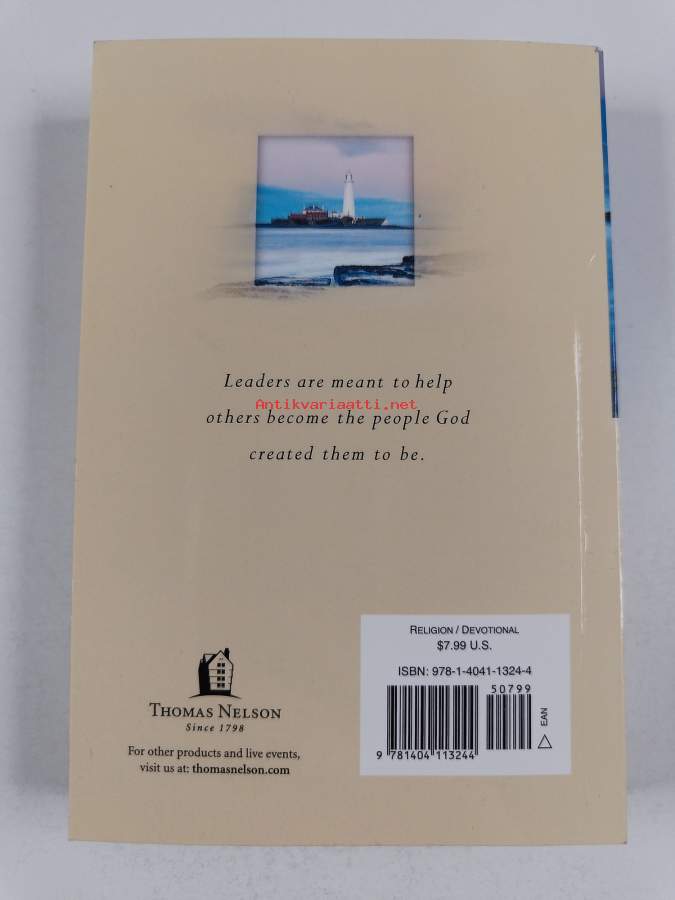 Leaders are meant to help
Antikvariaatti.net
others become the people God
created them to be.
RELIGION / DEVOTIONAL
$7.99 U.S.
ISBN: 978-1-4041-1324-4
50799
EAN
9 781404 113244
THOMAS NELSON
Since 1798
For other products and live events,
visit us at: thomasnelson.com